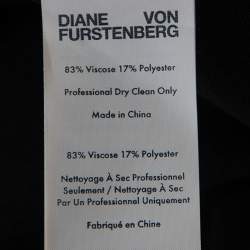 DIANE VON
FURSTENBERG
83% Viscose 17% Polyester
Professional Dry Clean Only
Made in China
83% Viscose 17% Polyester
Nettoyage À Sec Professionnel
Seulement / Nettoyage À Sec
Par Un Professionnel Uniquement
Fabriqué en Chine